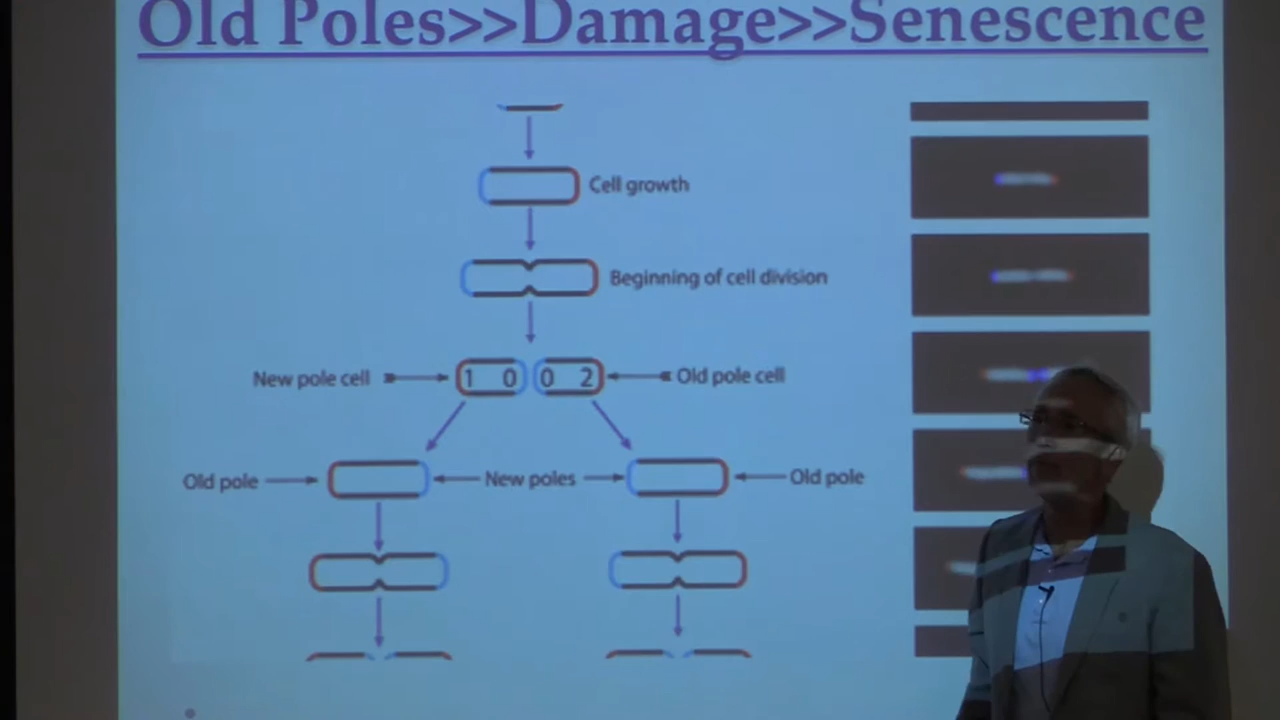 Old Poles>>Damage>>Senescence
Cell growth
Beginning of cell division
New pole cell
1 0 0 2
Old pole cell
Old pole
New poles
Old pole